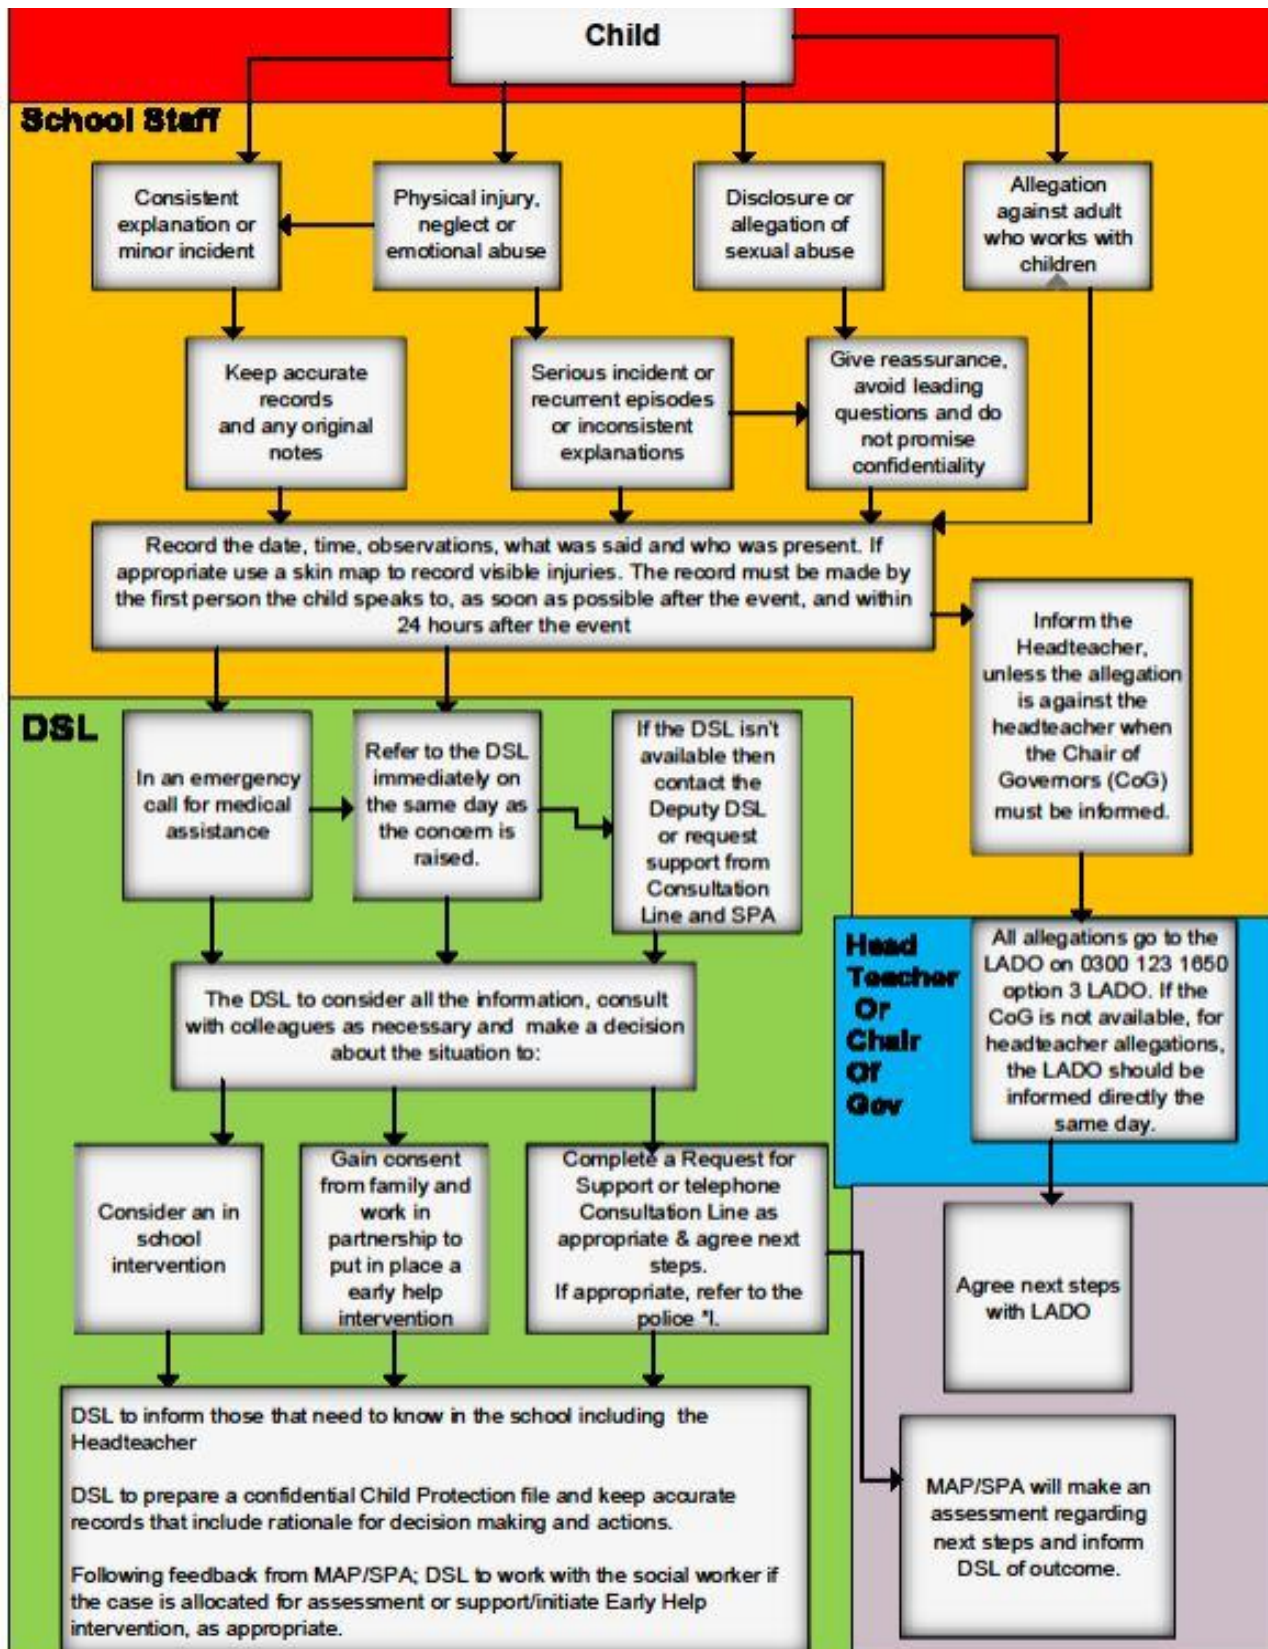 Child
School Staff
Consistent
explanation or
minor incident
Physical injury,
neglect or
emotional abuse
Disclosure or
allegation of
sexual abuse
Allegation
against adult
who works with
children
Keep accurate
records
and any original
notes
Serious incident or
recurrent episodes
or inconsistent
explanations
Give reassurance,
avoid leading
questions and do
not promise
confidentiality
Record the date, time, observations, what was said and who was present. If
appropriate use a skin map to record visible injuries. The record must be made by
the first person the child speaks to, as soon as possible after the event, and within
24 hours after the event
Inform the
Headteacher,
unless the allegation
is against the
headteacher when
the Chair of
Governors (CoG)
must be informed.
DSL
In an emergency
call for medical
assistance
Refer to the DSL
immediately on
the same day as
the concern is
raised.
If the DSL isn't
available then
contact the
Deputy DSL
or request
support from
Consultation
Line and SPA
Head
Teacher
Or
Chair
Of
Gov
All allegations go to the
LADO on 0300 123 1650
option 3 LADO. If the
CoG is not available, for
headteacher allegations,
the LADO should be
informed directly the
same day.
The DSL to consider all the information, consult
with colleagues as necessary and make a decision
about the situation to:
Consider an in
school
intervention
Gain consent
from family and
work in
partnership to
put in place a
early help
intervention
Complete a Request for
Support or telephone
Consultation Line as
appropriate & agree next
steps.
If appropriate, refer to the
police *I.
Agree next steps
with LADO
DSL to inform those that need to know in the school including the
Headteacher
DSL to prepare a confidential Child Protection file and keep accurate
records that include rationale for decision making and actions.
Following feedback from MAP/SPA; DSL to work with the social worker if
the case is allocated for assessment or support/initiate Early Help
intervention, as appropriate.
MAP/SPA will make an
assessment regarding
next steps and inform
DSL of outcome.